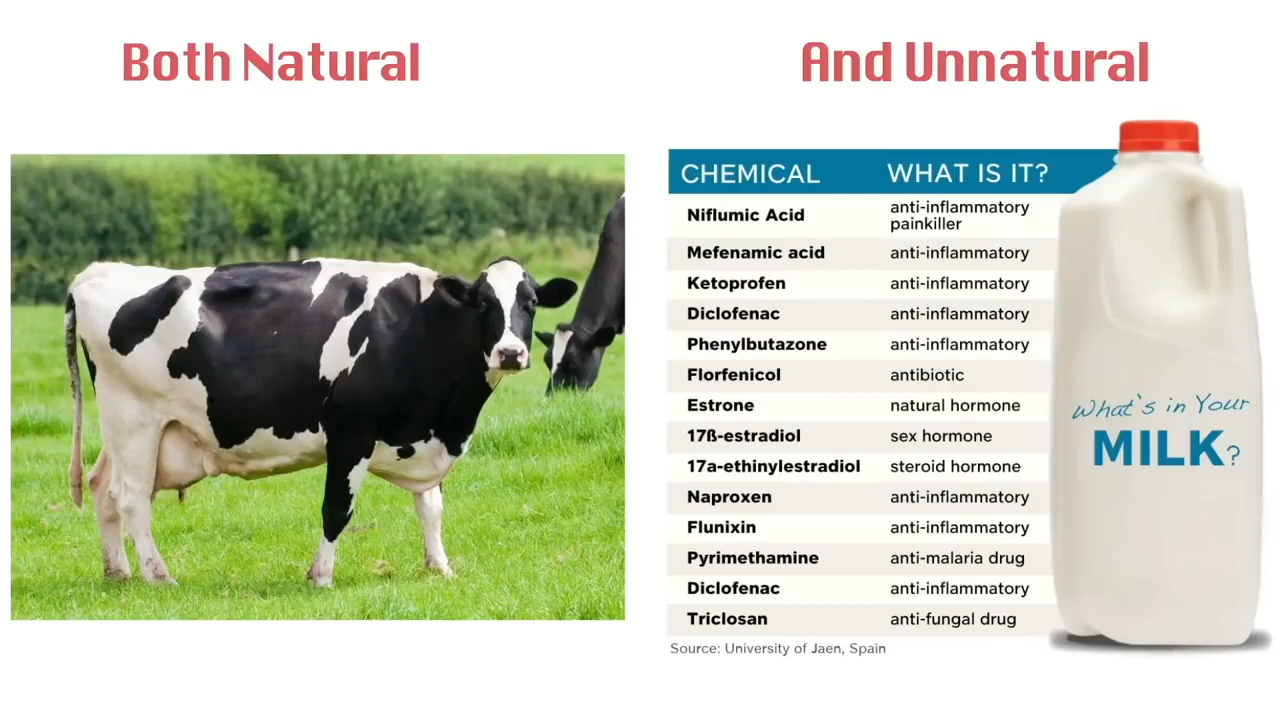 Both Natural
And Unnatural
CHEMICAL WHAT IS IT?
Niflumic Acid anti-inflammatory
painkiller
Mefenamic acid anti-inflammatory
Ketoprofen anti-inflammatory
Diclofenac anti-inflammatory
Phenylbutazone anti-inflammatory
Florfenicol antibiotic
Estrone natural hormone
17ß-estradiol sex hormone
17a-ethinylestradiol steroid hormone
Naproxen anti-inflammatory
Flunixin anti-inflammatory
Pyrimethamine anti-malaria drug
Diclofenac anti-inflammatory
Triclosan anti-fungal drug
Source: University of Jaen, Spain
What's in Your
MILK?